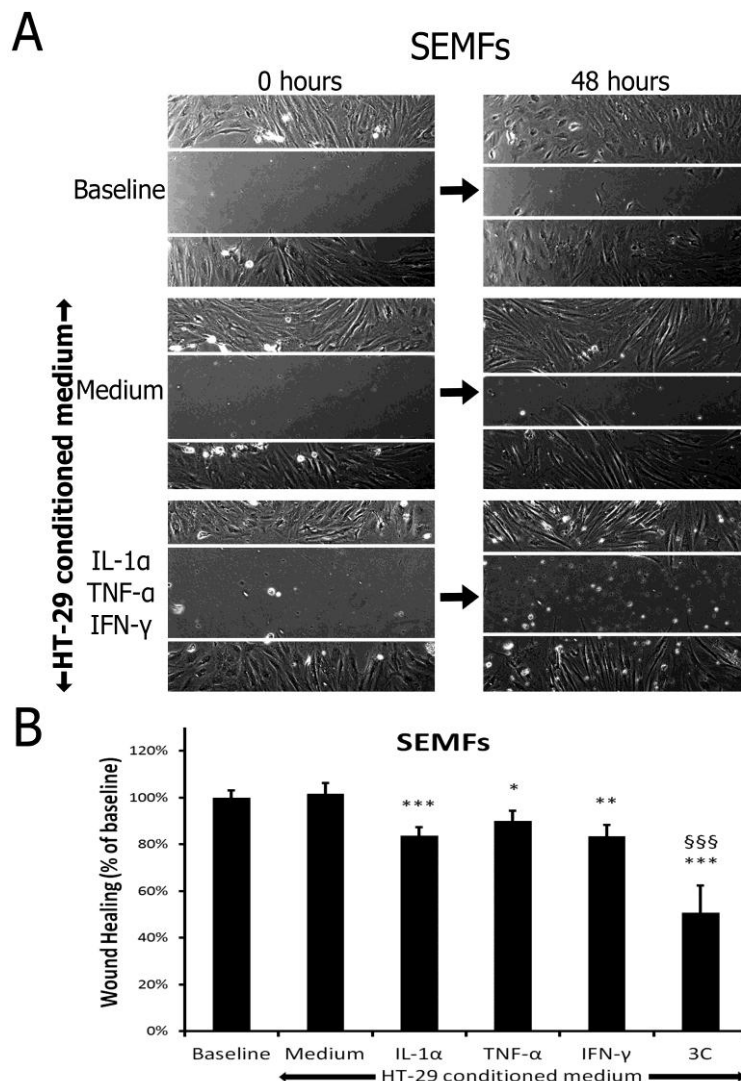 A
SEMFs
0 hours 48 hours
Baseline
←HT-29 conditioned medium→
Medium
IL-1α
TNF-α
IFN-γ
B
SEMFs
Wound Healing (% of baseline)
120%
100%
80%
60%
40%
20%
0%
***
*
**
§§§
***
Baseline Medium IL-1α TNF-α IFN-γ 3C
←HT-29 conditioned medium→